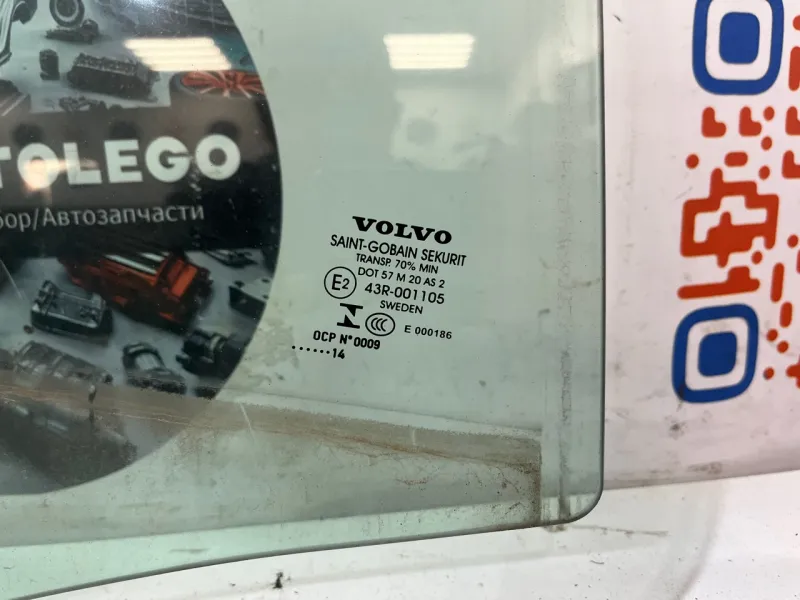 TOLEGO
бор/Автозапчасти
VOLVO
SAINT-GOBAIN SEKURIT
TRANSP. 70% MIN
DOT 57 M 20 AS 2
E2 43R-001105
SWEDEN
CCC E 000186
OCP N°0009
......14